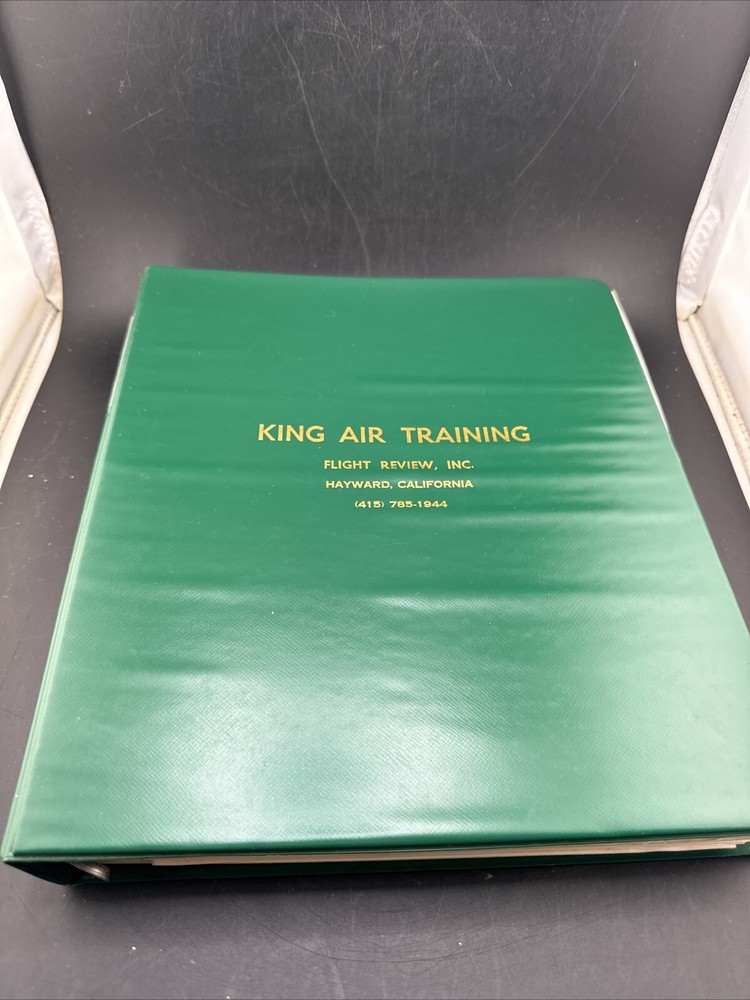 KING AIR TRAINING
FLIGHT REVIEW, INC.
HAYWARD, CALIFORNIA
(415) 785-1944